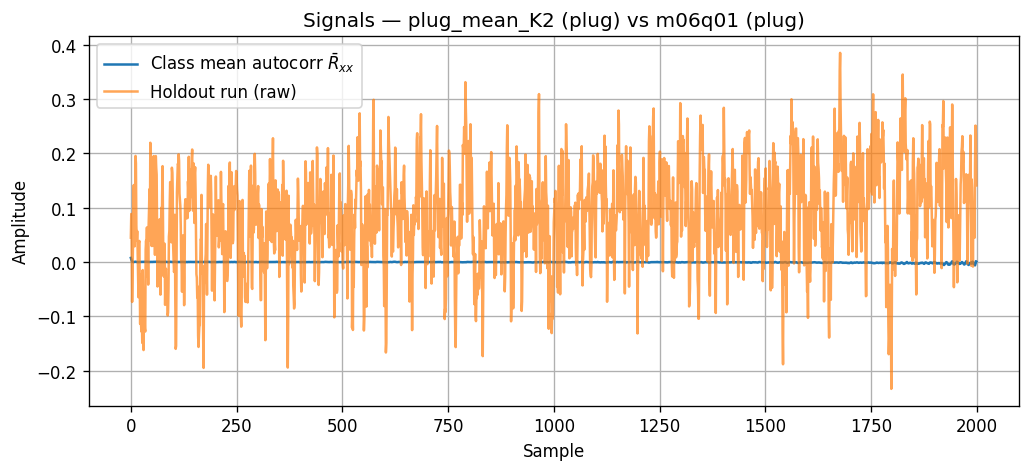 Signals — plug_mean_K2 (plug) vs m06q01 (plug)
Class mean autocorr R̄xx
Holdout run (raw)
Amplitude
0.4
0.3
0.2
0.1
0.0
−0.1
−0.2
0 250 500 750 1000 1250 1500 1750 2000
Sample